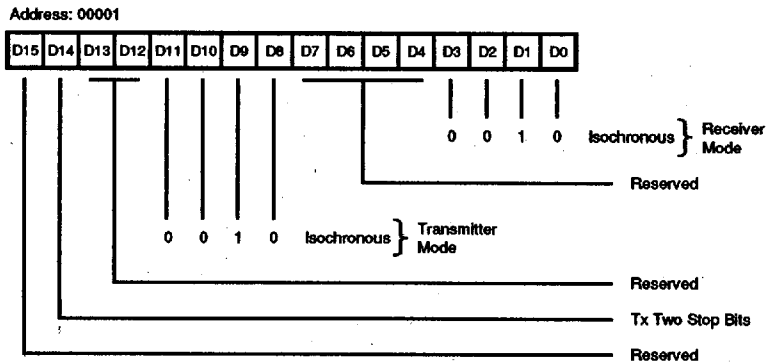 Address: 00001
D15 D14 D13 D12 D11 D10 D9 D8 D7 D6 D5 D4 D3 D2 D1 D0
0 0 1 0 Isochronous } Receiver Mode
Reserved
0 0 1 0 Isochronous } Transmitter Mode
Reserved
Tx Two Stop Bits
Reserved